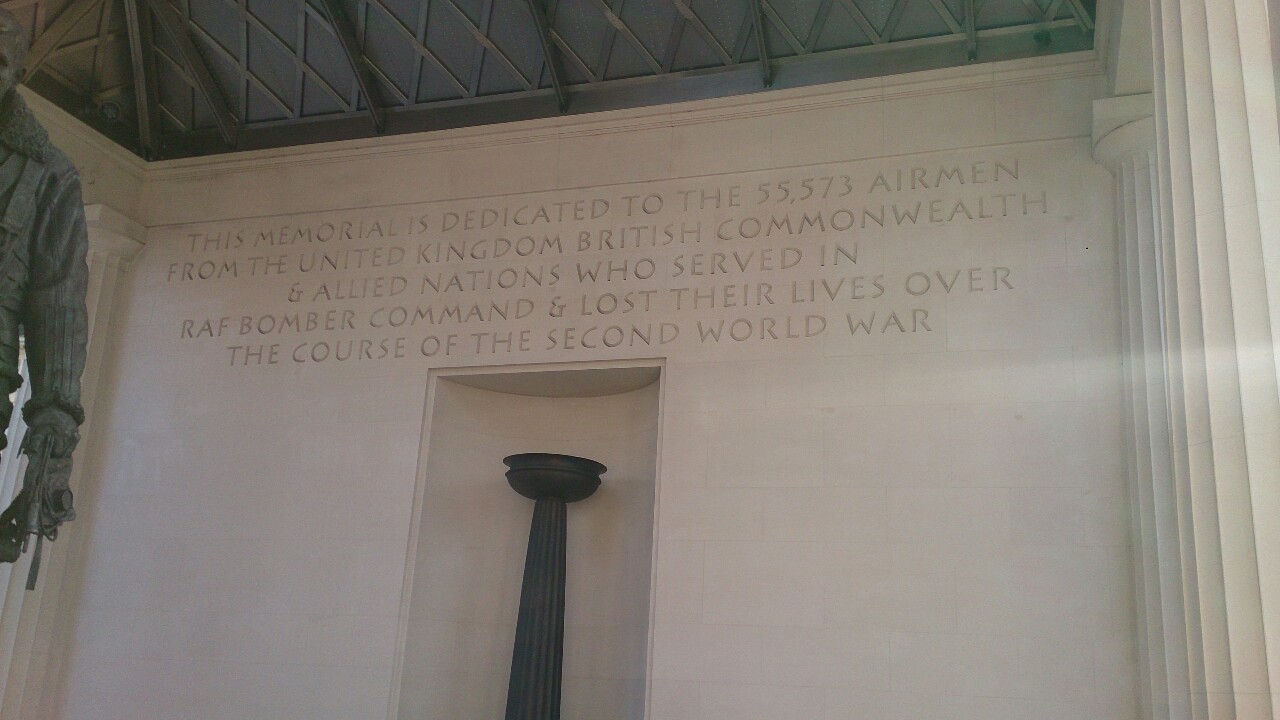 THIS MEMORIAL IS DEDICATED TO THE 55,573 AIRMEN
FROM THE UNITED KINGDOM BRITISH COMMONWEALTH
& ALLIED NATIONS WHO SERVED IN
RAF BOMBER COMMAND & LOST THEIR LIVES OVER
THE COURSE OF THE SECOND WORLD WAR